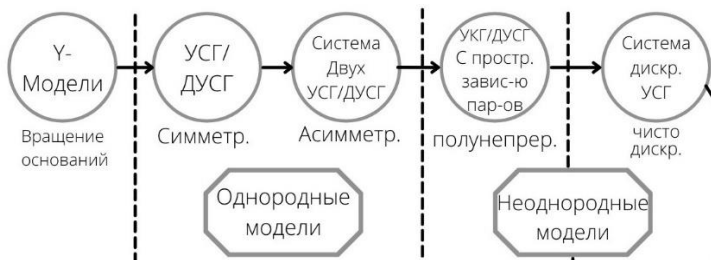 Y-
Модели
Вращение
оснований
УСГ/
ДУСГ
Симметр.
Система
Двух
УСГ/ДУСГ
Асимметр.
УКГ/ДУСГ
С простр.
завис-ю
пар-ов
полунепрер.
Система
дискр.
УСГ
чисто
дискр.
Однородные
модели
Неоднородные
модели